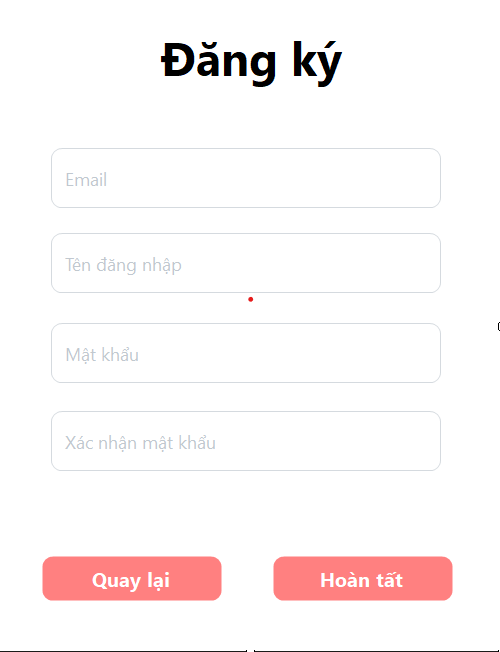 Đăng ký
Email
Tên đăng nhập
Mật khẩu
Xác nhận mật khẩu
Quay lại
Hoàn tất